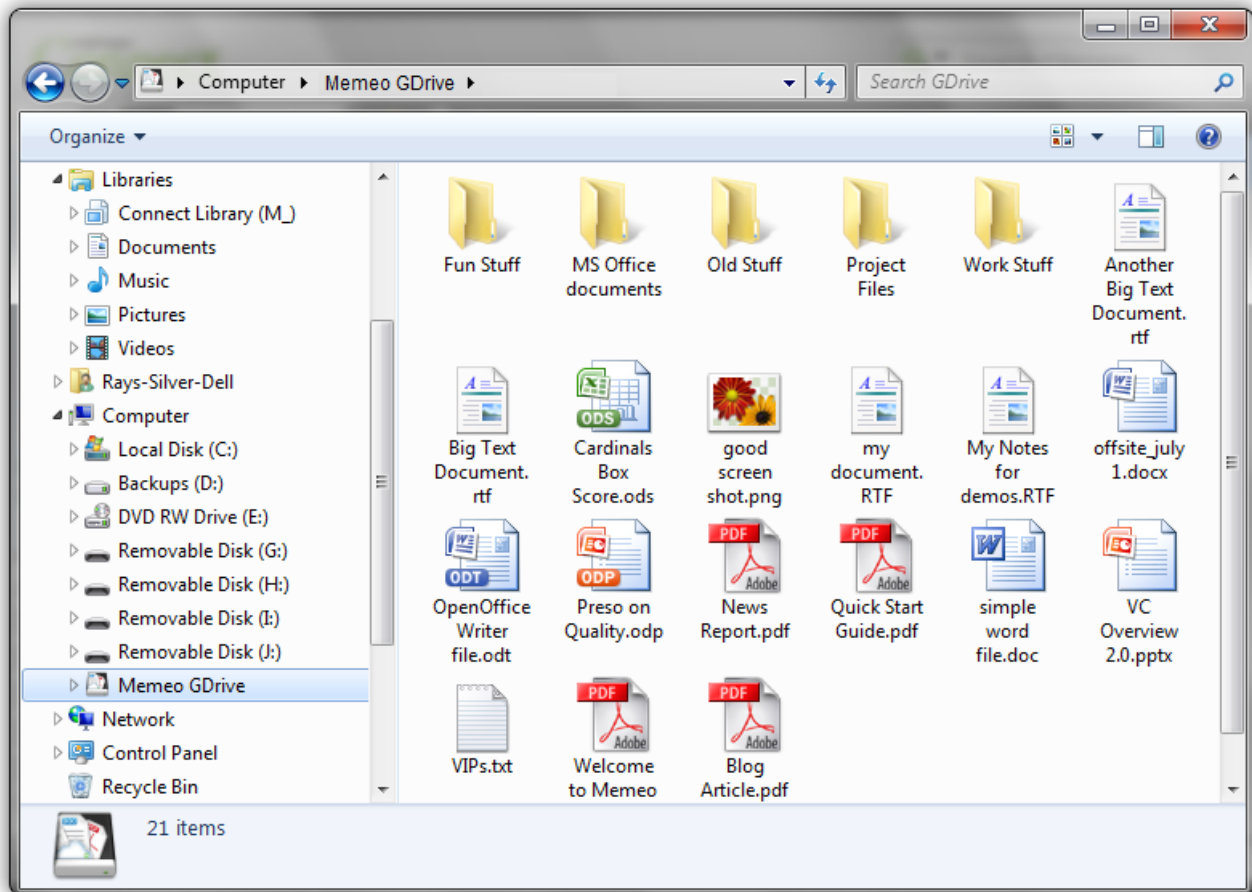 Computer Memeo GDrive
Search GDrive
Organize
Libraries
Connect Library (M_)
Documents
Music
Pictures
Videos
Rays-Silver-Dell
Computer
Local Disk (C:)
Backups (D:)
DVD RW Drive (E:)
Removable Disk (G:)
Removable Disk (H:)
Removable Disk (I:)
Removable Disk (J:)
Memeo GDrive
Network
Control Panel
Recycle Bin
Fun Stuff
MS Office
documents
Old Stuff
Project
Files
Work Stuff
Another
Big Text
Document.
rtf
Big Text
Document.
rtf
ODS
Cardinals
Box
Score.ods
good
screen
shot.png
my
document.
RTF
My Notes
for
demos.RTF
offsite_july
1.docx
ODT
OpenOffice
Writer
file.odt
ODP
Preso on
Quality.odp
PDF
Adobe
News
Report.pdf
PDF
Adobe
Quick Start
Guide.pdf
simple
word
file.doc
VC
Overview
2.0.pptx
VIPs.txt
PDF
Adobe
Welcome
to Memeo
PDF
Adobe
Blog
Article.pdf
21 items